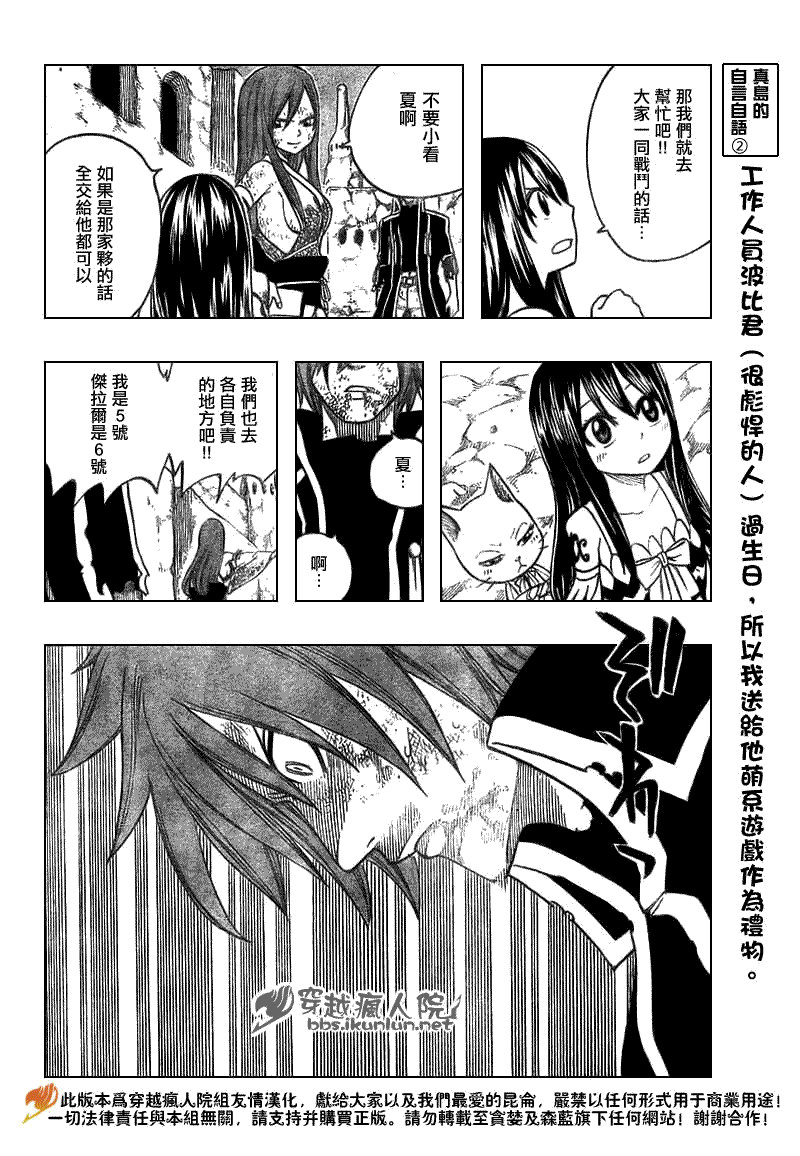 真島的
自言自語②
工作人員波比君（很彪悍的人）過生日，所以我送給他萌系遊戲作為禮物。
那我們就去
幫忙吧!!
大家一同戰鬥的話…
不要小看
夏啊
如果是那家夥的話
全交給他都可以
夏…
啊…
我們也去
各自負責
的地方吧!!
我是5號
傑拉爾是6號
穿越瘋人院
bbs.ikunlun.net
此版本爲穿越瘋人院組友情漢化，獻給大家以及我們最愛的昆侖，嚴禁以任何形式用于商業用途！
一切法律責任與本組無關，請支持并購買正版。請勿轉載至貪婪及森藍旗下任何網站！謝謝合作！